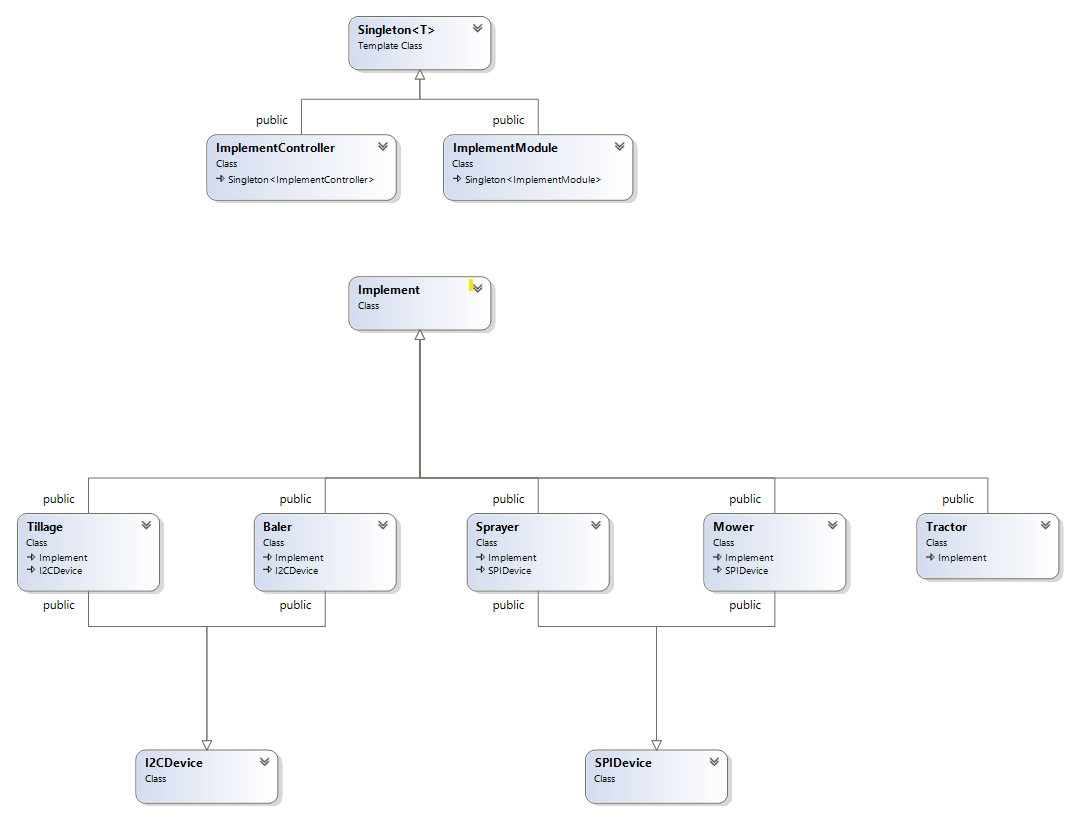 Singleton<T>
Template Class
public
public
ImplementController
Class
Singleton<ImplementController>
ImplementModule
Class
Singleton<ImplementModule>
Implement
Class
public
public
public
public
public
Tillage
Class
Implement
I2CDevice
Baler
Class
Implement
I2CDevice
Sprayer
Class
Implement
SPIDevice
Mower
Class
Implement
SPIDevice
Tractor
Class
Implement
public
public
public
public
I2CDevice
Class
SPIDevice
Class